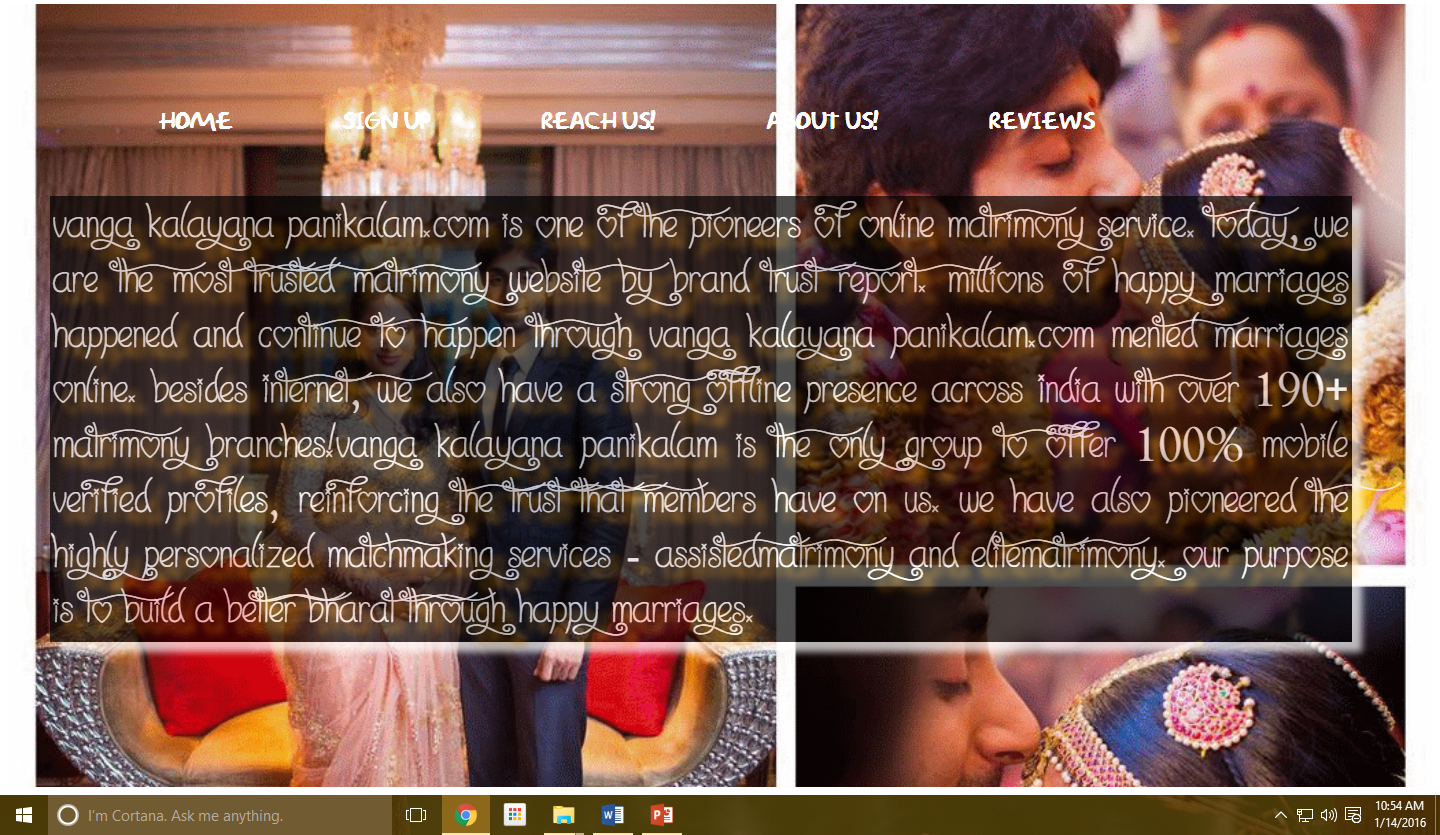 HOME SIGN UP REACH US! ABOUT US! REVIEWS
vanga kalayana panikalam.com is one of the pioneers of online matrimony service. today, we
are the most trusted matrimony website by brand trust report. millions of happy marriages
happened and continue to happen through vanga kalayana panikalam.com mented marriages
online. besides internet, we also have a strong offline presence across india with over 190+
matrimony branches!.vanga kalayana panikalam is the only group to offer 100% mobile
verified profiles, reinforcing the trust that members have on us. we have also pioneered the
highly personalized matchmaking services - assistedmatrimony and elitematrimony. our purpose
is to build a better bharat through happy marriages.
I'm Cortana. Ask me anything.
10:54 AM
1/14/2016